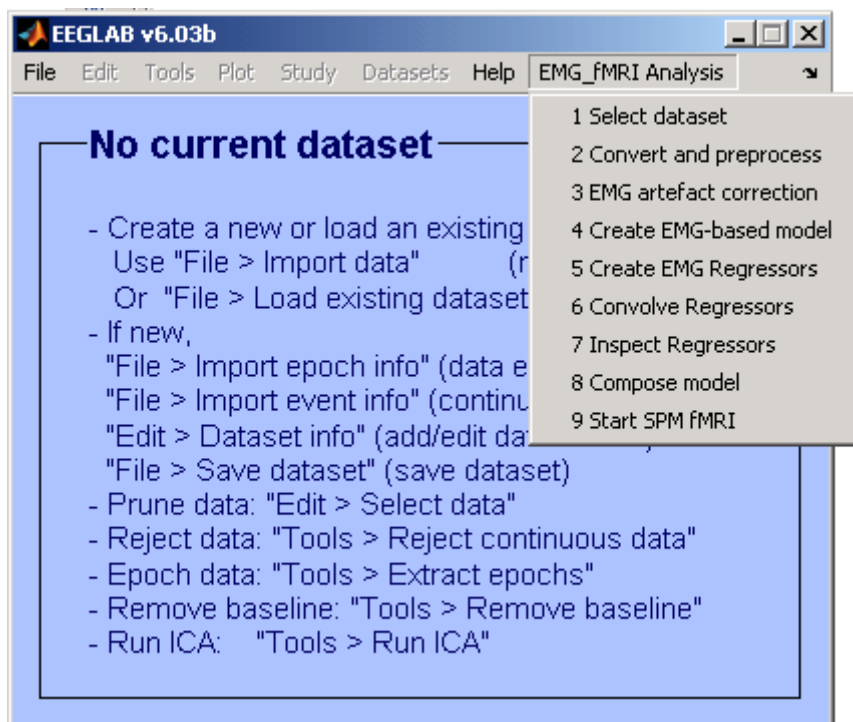 EEGLAB v6.03b
File Edit Tools Plot Study Datasets Help EMG_fMRI Analysis
1 Select dataset
2 Convert and preprocess
3 EMG artefact correction
4 Create EMG-based model
5 Create EMG Regressors
6 Convolve Regressors
7 Inspect Regressors
8 Compose model
9 Start SPM fMRI
No current dataset
- Create a new or load an existing
Use "File > Import data"
Or "File > Load existing dataset
- If new,
"File > Import epoch info" (data
"File > Import event info"
"Edit > Dataset info" (add/edit
"File > Save dataset" (save dataset)
- Prune data: "Edit > Select data"
- Reject data: "Tools > Reject continuous data"
- Epoch data: "Tools > Extract epochs"
- Remove baseline: "Tools > Remove baseline"
- Run ICA: "Tools > Run ICA"